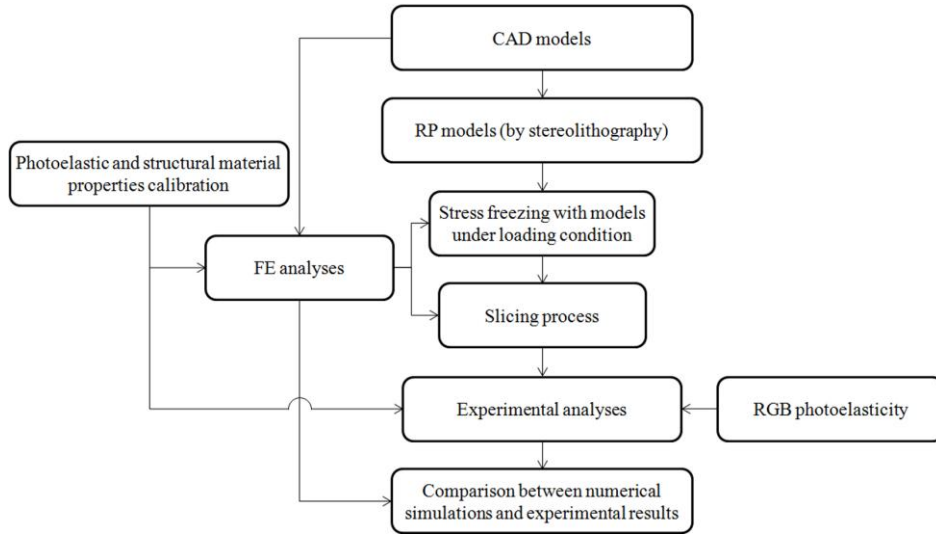 CAD models
RP models (by stereolithography)
Photoelastic and structural material
properties calibration
Stress freezing with models
under loading condition
FE analyses
Slicing process
Experimental analyses
RGB photoelasticity
Comparison between numerical
simulations and experimental results